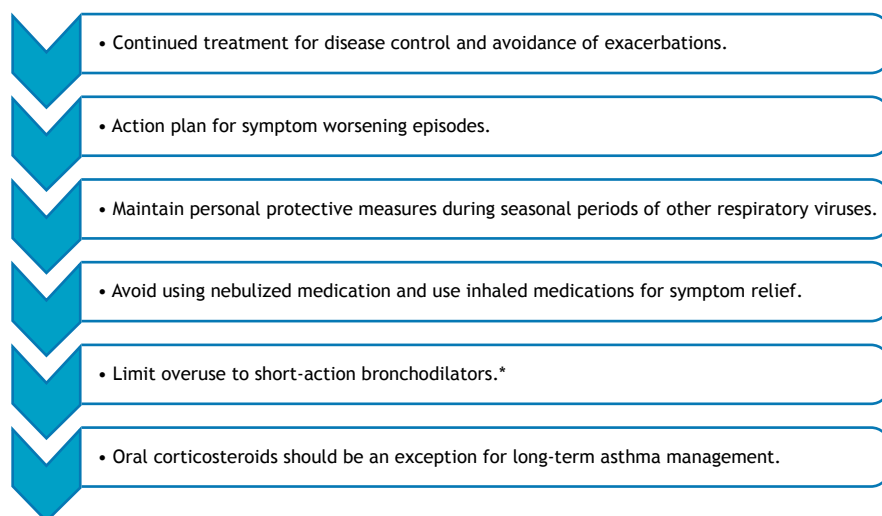 • Continued treatment for disease control and avoidance of exacerbations.
• Action plan for symptom worsening episodes.
• Maintain personal protective measures during seasonal periods of other respiratory viruses.
• Avoid using nebulized medication and use inhaled medications for symptom relief.
• Limit overuse to short-action bronchodilators.*
• Oral corticosteroids should be an exception for long-term asthma management.